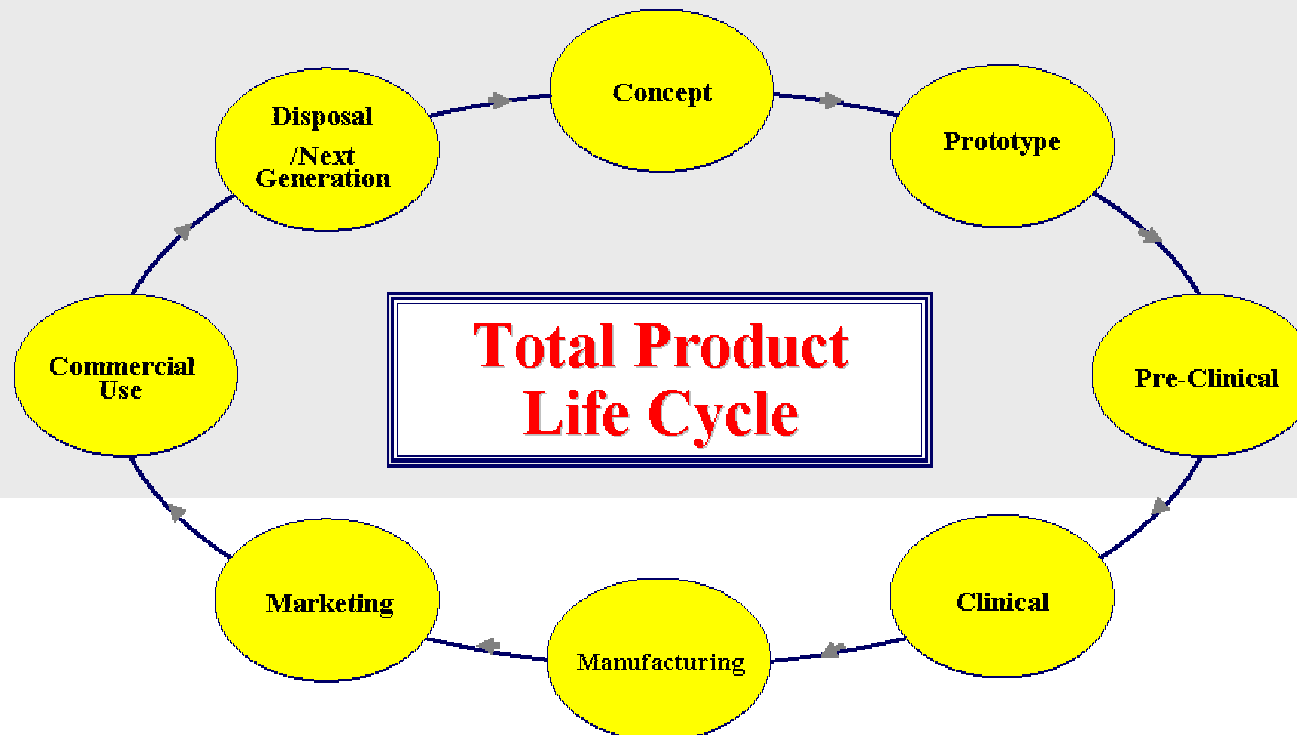 Concept
Disposal
/Next
Generation
Prototype
Total Product
Life Cycle
Commercial
Use
Pre-Clinical
Marketing
Clinical
Manufacturing